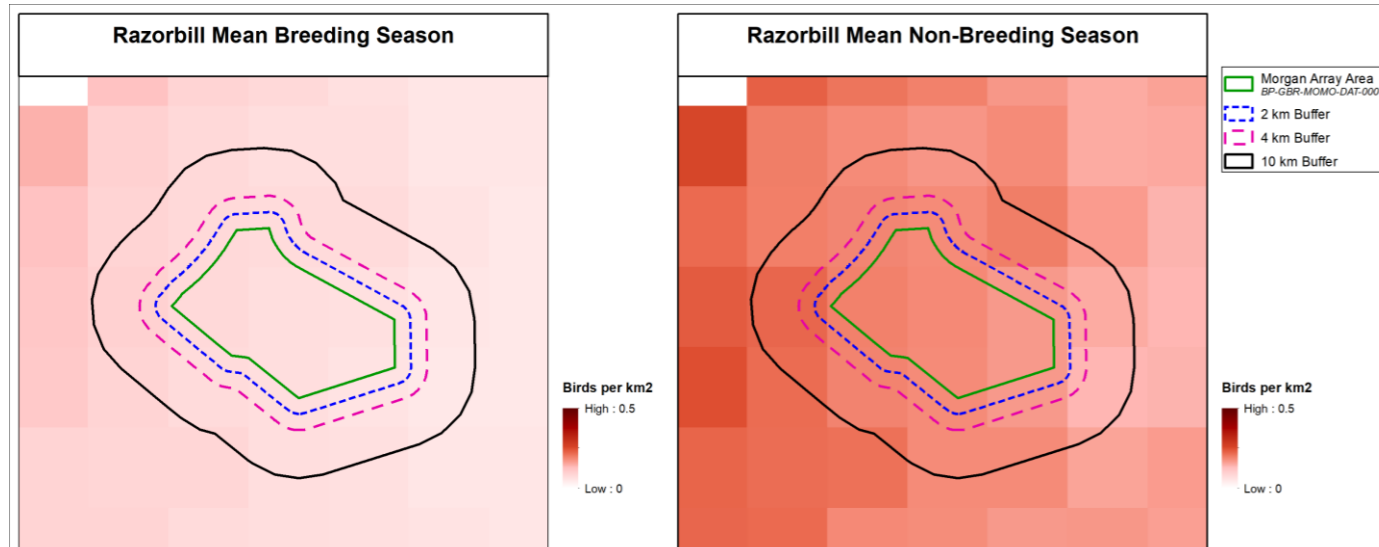 Razorbill Mean Breeding Season
Razorbill Mean Non-Breeding Season
Morgan Array Area
BP-GBR-MOMO-DAT-000
2 km Buffer
4 km Buffer
10 km Buffer
Birds per km2
High : 0.5
Low : 0
Birds per km2
High : 0.5
Low : 0